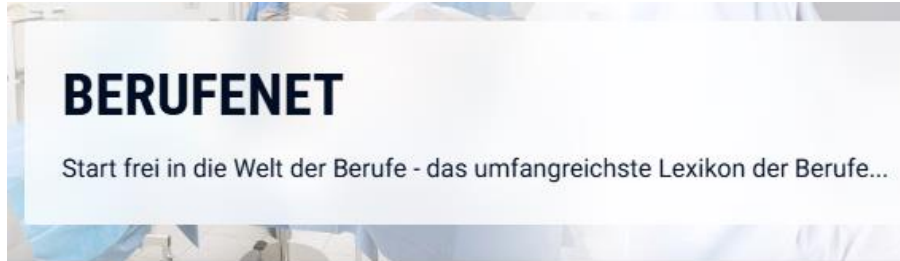 BERUFENET
Start frei in die Welt der Berufe - das umfangreichste Lexikon der Berufe...